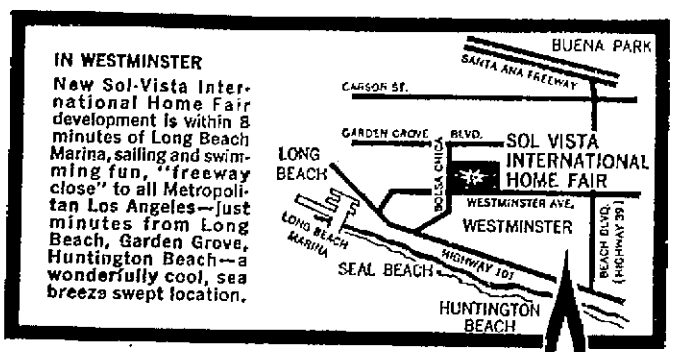 IN WESTMINSTER
New Sol-Vista Inter-
national Home Fair
development is within 8
minutes of Long Beach
Marina, sailing and swim-
ming fun, "freeway
close" to all Metropoli-
tan Los Angeles—just
minutes from Long
Beach, Garden Grove,
Huntington Beach—a
wonderfully cool, sea
breeze swept location.
BUENA PARK
SANTA ANA FREEWAY
CARSON ST.
GARDEN GROVE BLVD.
BOLSA CHICA
SOL VISTA
INTERNATIONAL
HOME FAIR
LONG
BEACH
WESTMINSTER AVE.
WESTMINSTER
BEACH BLVD.
(HIGHWAY 39)
LONG BEACH
MARINA
HIGHWAY 101
SEAL BEACH
HUNTINGTON
BEACH